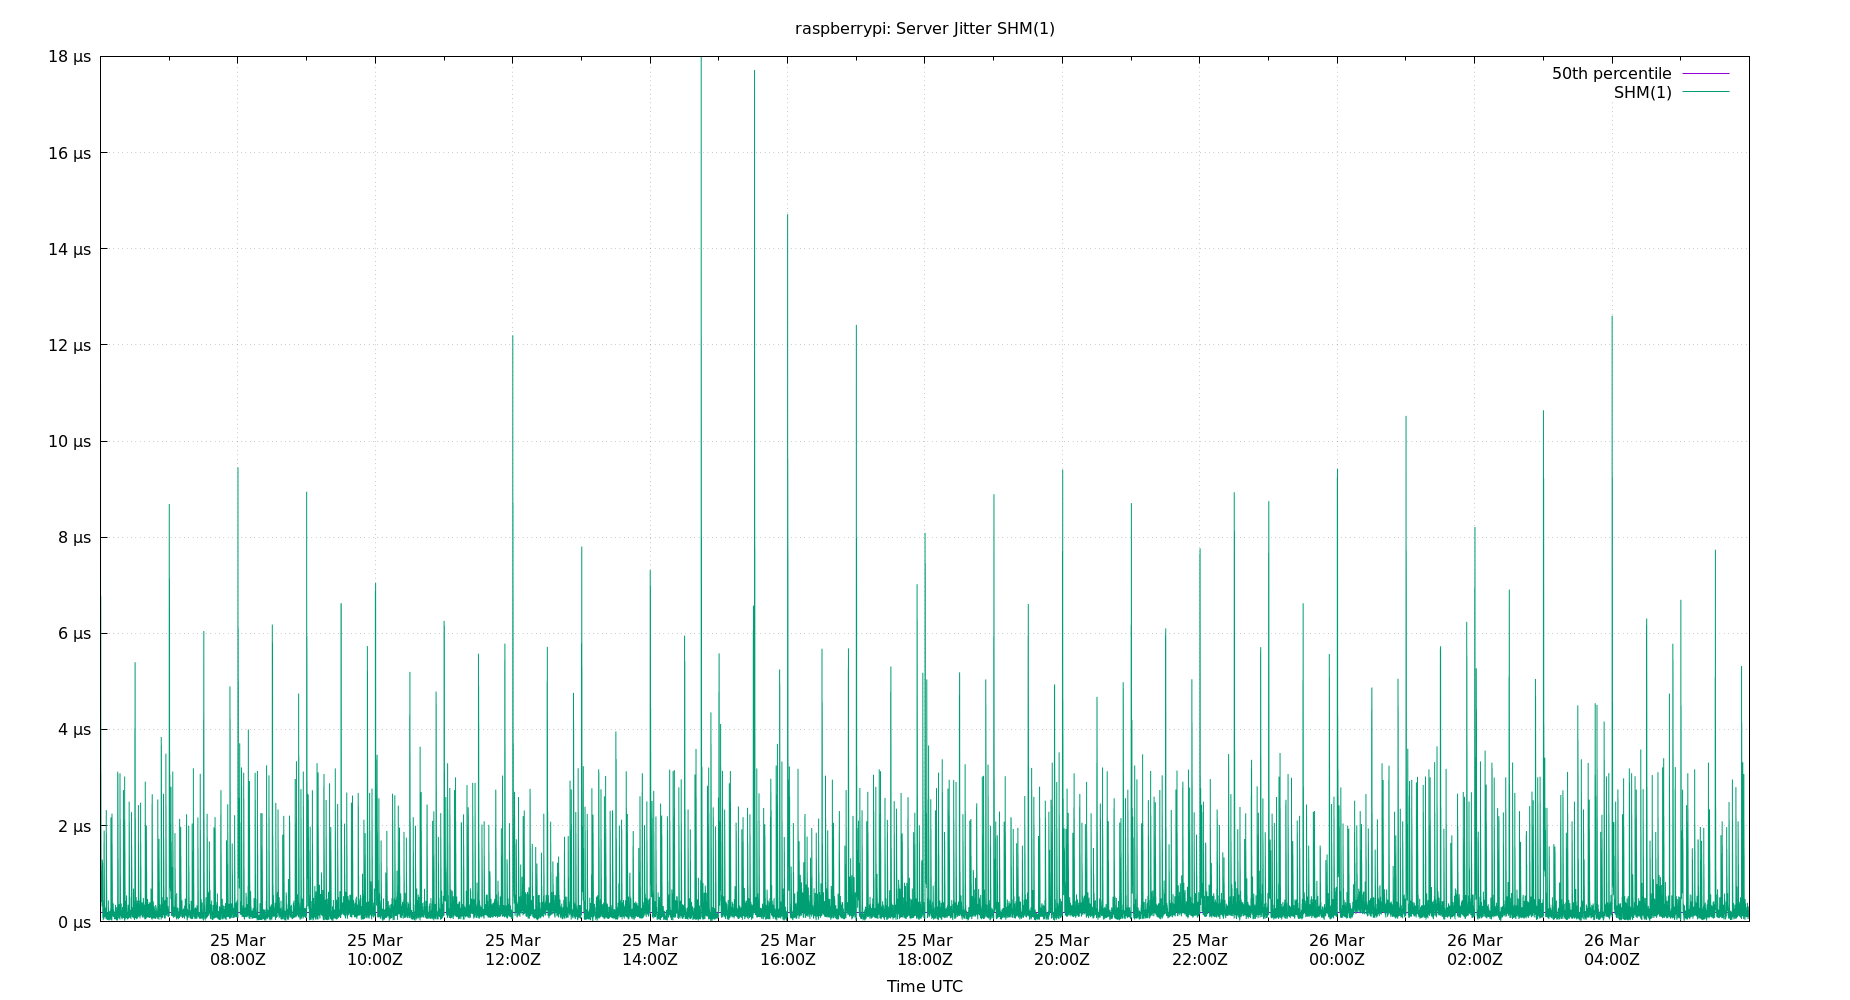 raspberrypi: Server Jitter SHM(1)
50th percentile
SHM(1)
18 µs
16 µs
14 µs
12 µs
10 µs
8 µs
6 µs
4 µs
2 µs
0 µs
25 Mar 25 Mar 25 Mar 25 Mar 25 Mar 25 Mar 25 Mar 25 Mar 26 Mar 26 Mar 26 Mar
08:00Z 10:00Z 12:00Z 14:00Z 16:00Z 18:00Z 20:00Z 22:00Z 00:00Z 02:00Z 04:00Z
Time UTC